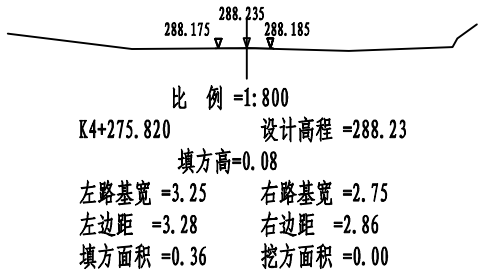 288.235
288.175 288.185
比 例 =1:800
K4+275.820 设计高程 =288.23
填方高=0.08
左路基宽 =3.25 右路基宽 =2.75
左边距 =3.28 右边距 =2.86
填方面积 =0.36 挖方面积 =0.00